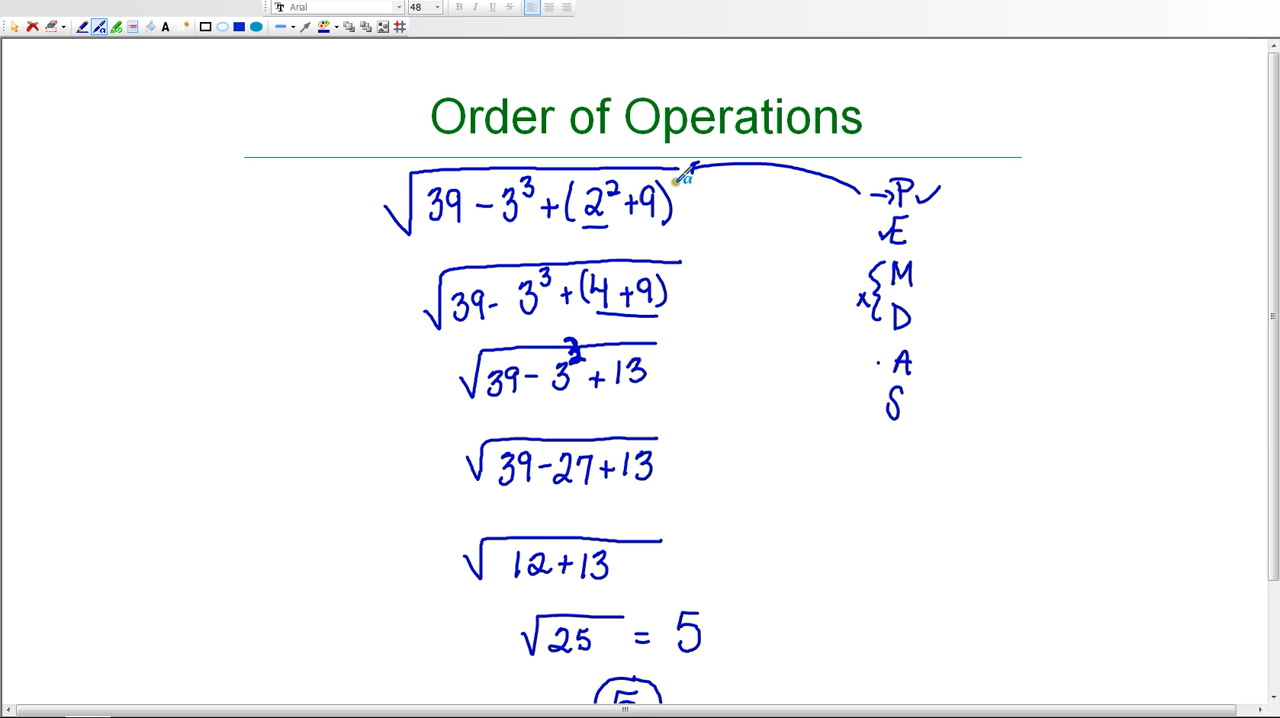 Arial 48 B I U S
Order of Operations
√(39 - 3³ + (2² + 9)) → P ✓
✓ E
√(39 - 3³ + (4 + 9)) x { M
D
√(39 - 3³ + 13) · A
S
√(39 - 27 + 13)
√(12 + 13)
√25 = 5
5